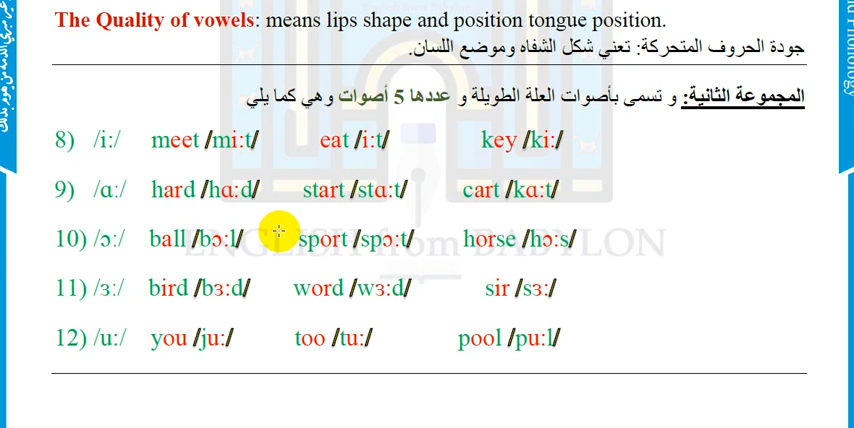 The Quality of vowels: means lips shape and position tongue position.
جودة الحروف المتحركة: تعني شكل الشفاه وموضع اللسان.
المجموعة الثانية: و تسمى بأصوات العلة الطويلة و عددها 5 أصوات وهي كما يلي
8) /i:/ meet /mi:t/ eat /i:t/ key /ki:/
9) /ɑ:/ hard /hɑ:d/ start /stɑ:t/ cart /kɑ:t/
10) /ɔ:/ ball /bɔ:l/ sport /spɔ:t/ horse /hɔ:s/
ENGLISH from BABYLON
11) /ɜ:/ bird /bɜ:d/ word /wɜ:d/ sir /sɜ:/
12) /u:/ you /ju:/ too /tu:/ pool /pu:l/